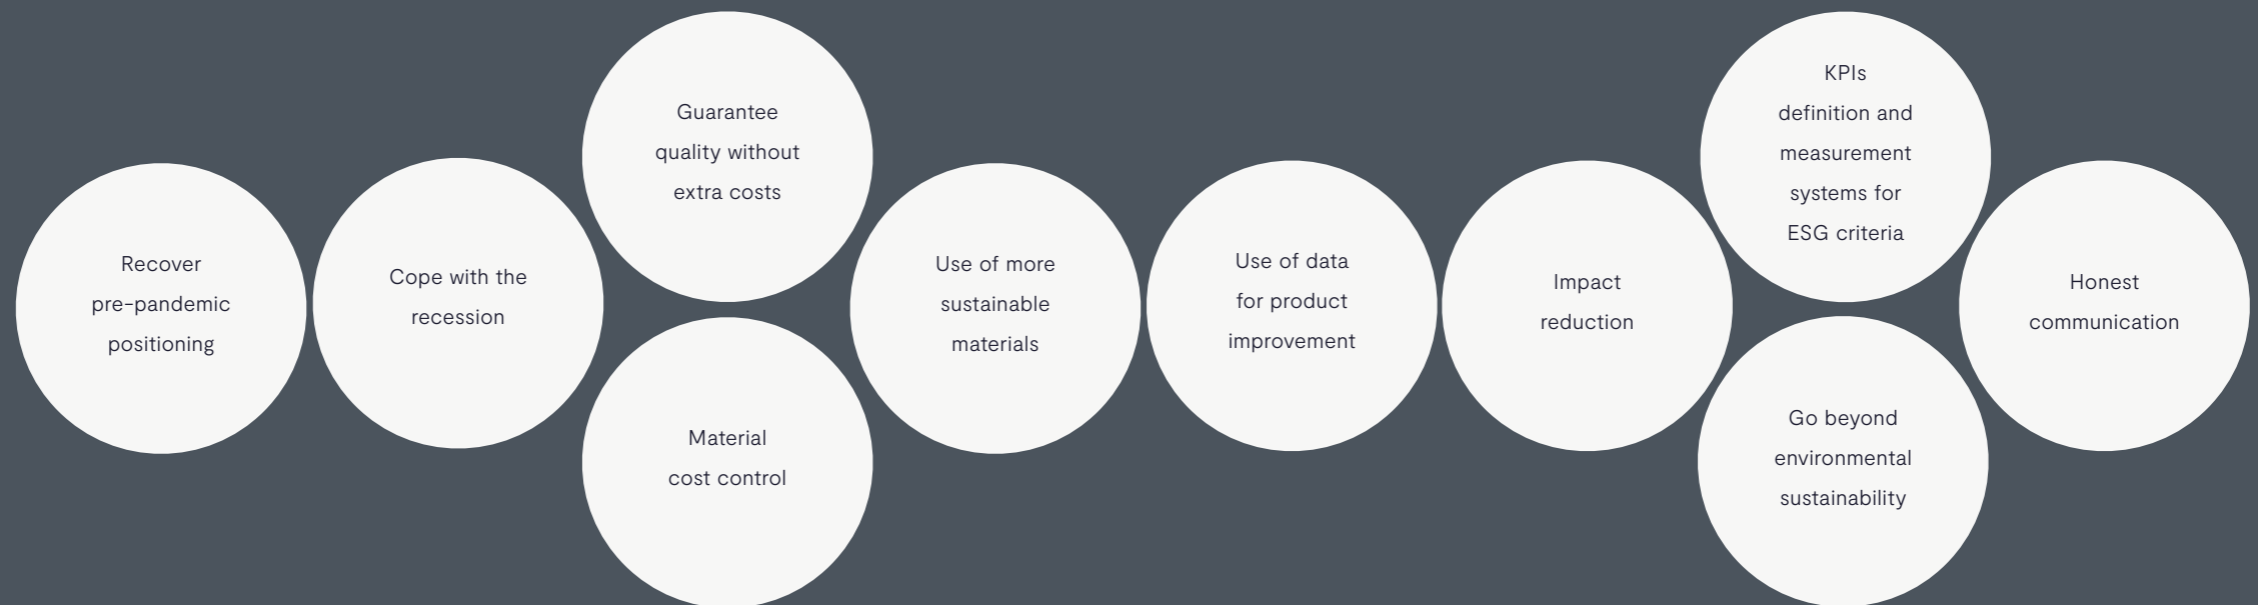 Recover
pre-pandemic
positioning
Cope with the
recession
Guarantee
quality without
extra costs
Material
cost control
Use of more
sustainable
materials
Use of data
for product
improvement
Impact
reduction
KPIs
definition and
measurement
systems for
ESG criteria
Go beyond
environmental
sustainability
Honest
communication